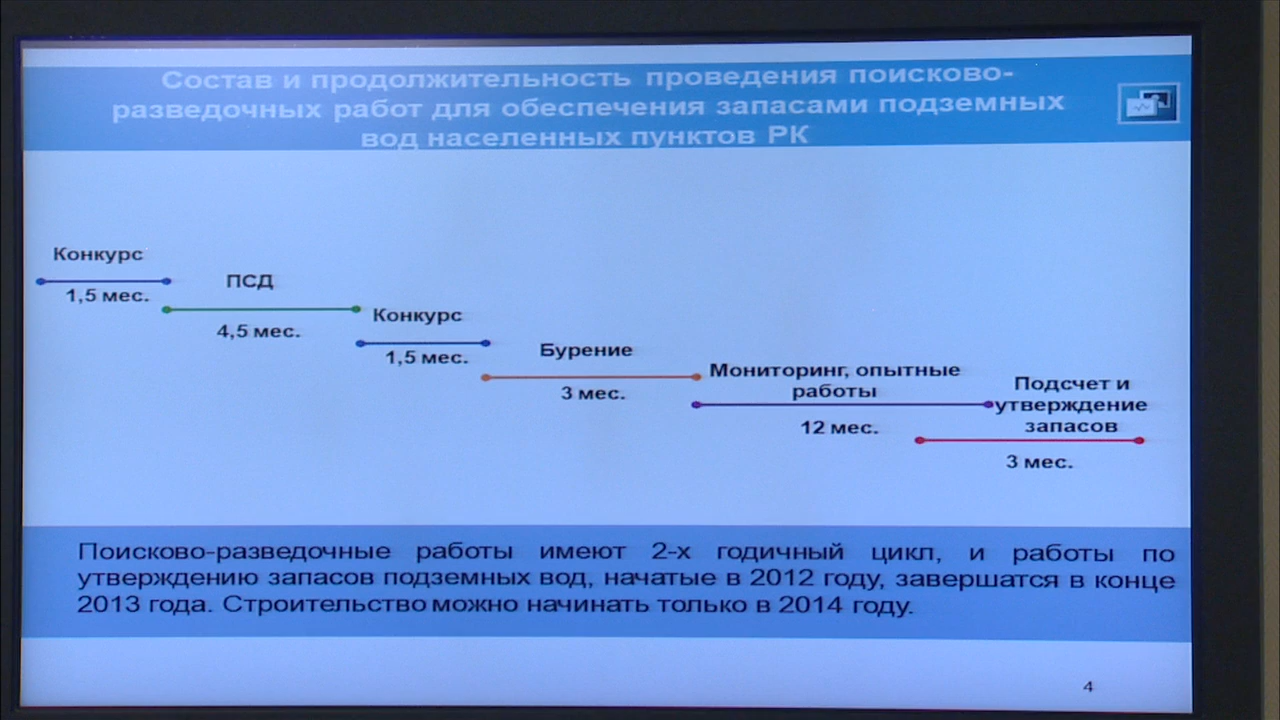 Состав и продолжительность проведения поисково-
разведочных работ для обеспечения запасами подземных
вод населенных пунктов РК
Конкурс
1,5 мес.
ПСД
4,5 мес.
Конкурс
1,5 мес.
Бурение
3 мес.
Мониторинг, опытные
работы
12 мес.
Подсчет и
утверждение
запасов
3 мес.
Поисково-разведочные работы имеют 2-х годичный цикл, и работы по
утверждению запасов подземных вод, начатые в 2012 году, завершатся в конце
2013 года. Строительство можно начинать только в 2014 году.
4